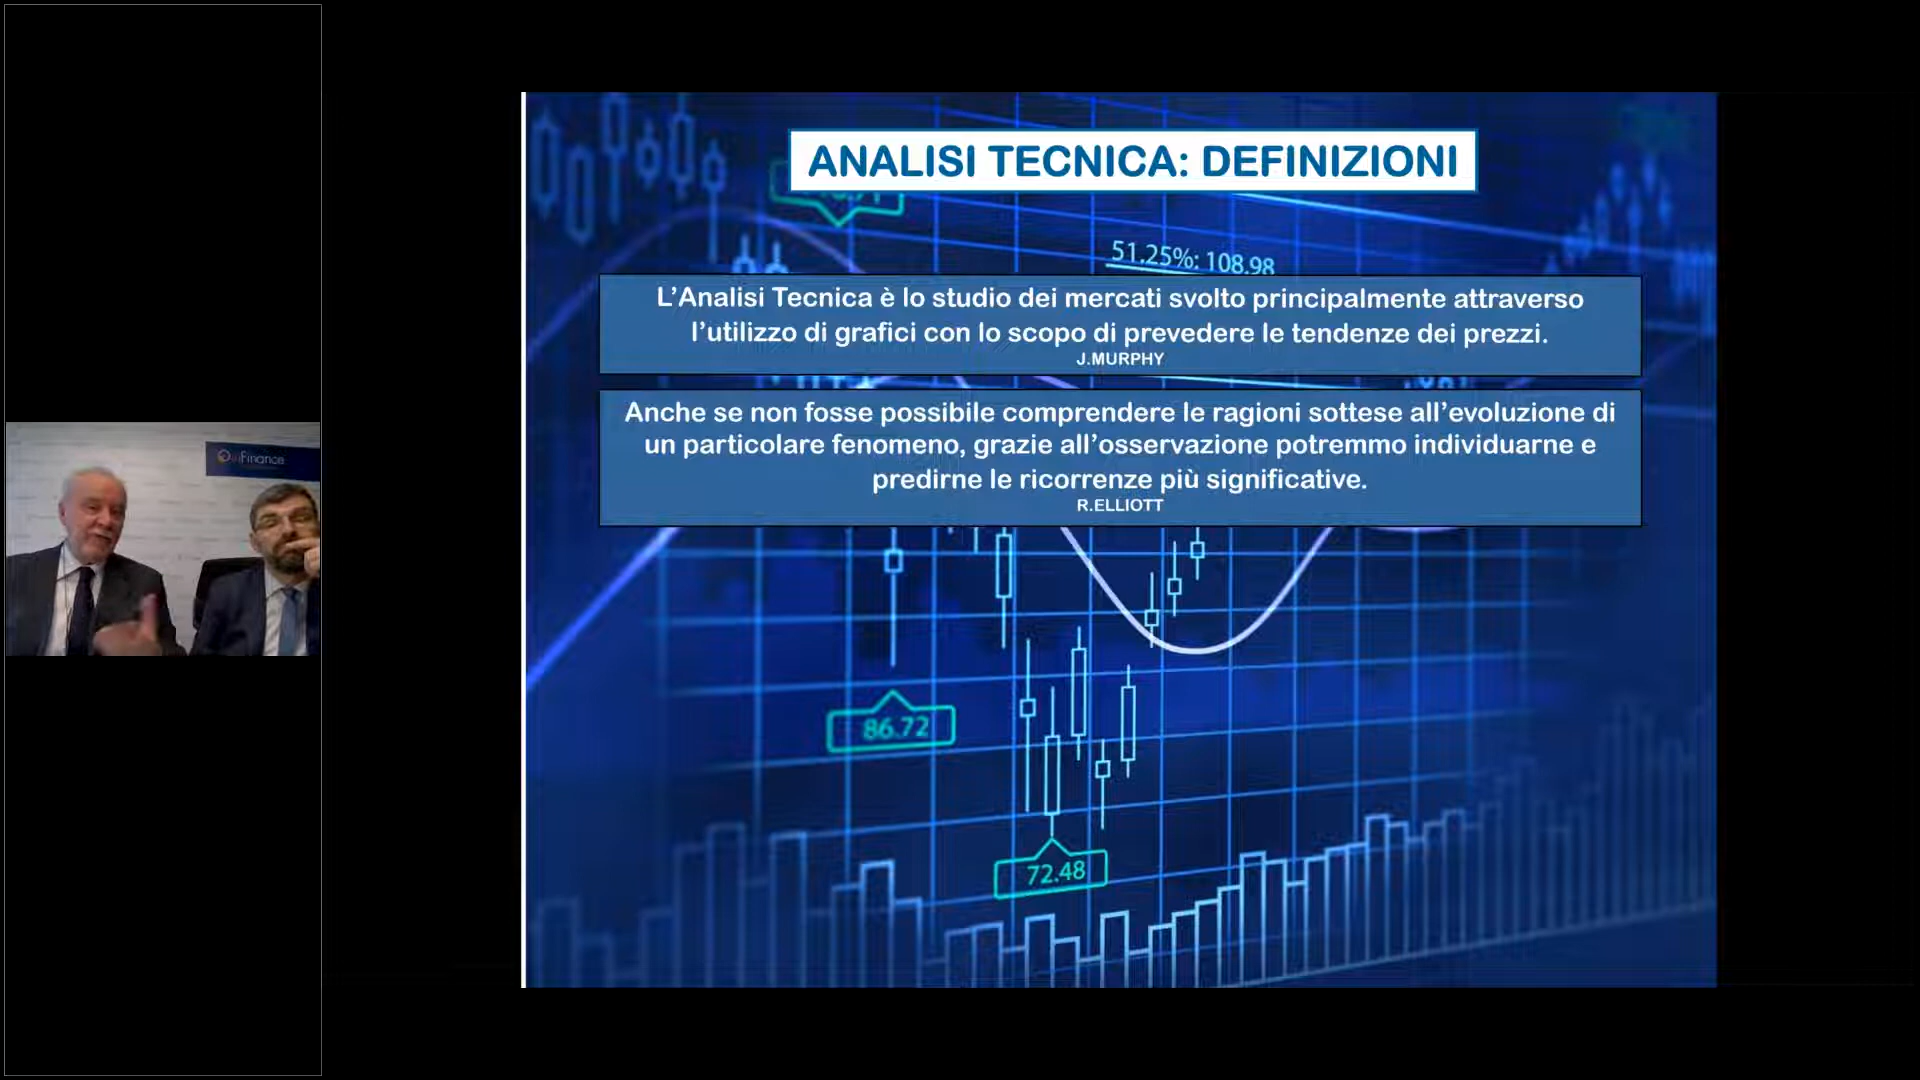 ANALISI TECNICA: DEFINIZIONI
51.25%: 108.98
L’Analisi Tecnica è lo studio dei mercati svolto principalmente attraverso
l’utilizzo di grafici con lo scopo di prevedere le tendenze dei prezzi.
J.MURPHY
Anche se non fosse possibile comprendere le ragioni sottese all’evoluzione di
un particolare fenomeno, grazie all’osservazione potremmo individuarne e
predirne le ricorrenze più significative.
R.ELLIOTT
inFinance
86.72
72.48